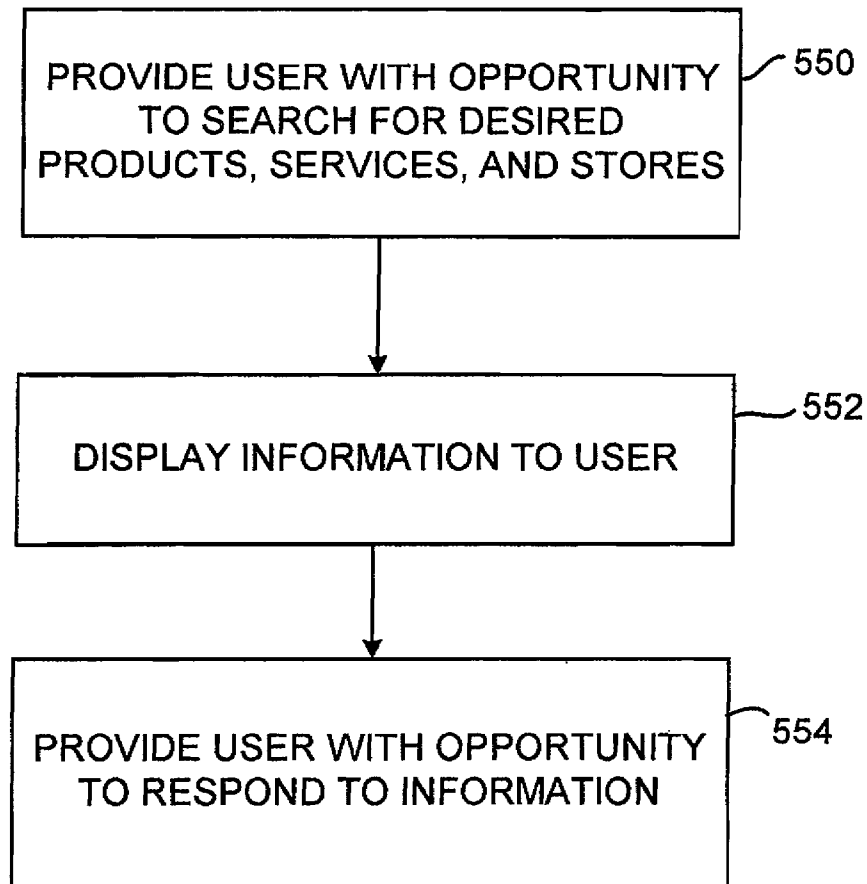 PROVIDE USER WITH OPPORTUNITY
TO SEARCH FOR DESIRED
PRODUCTS, SERVICES, AND STORES
550
DISPLAY INFORMATION TO USER
552
PROVIDE USER WITH OPPORTUNITY
TO RESPOND TO INFORMATION
554